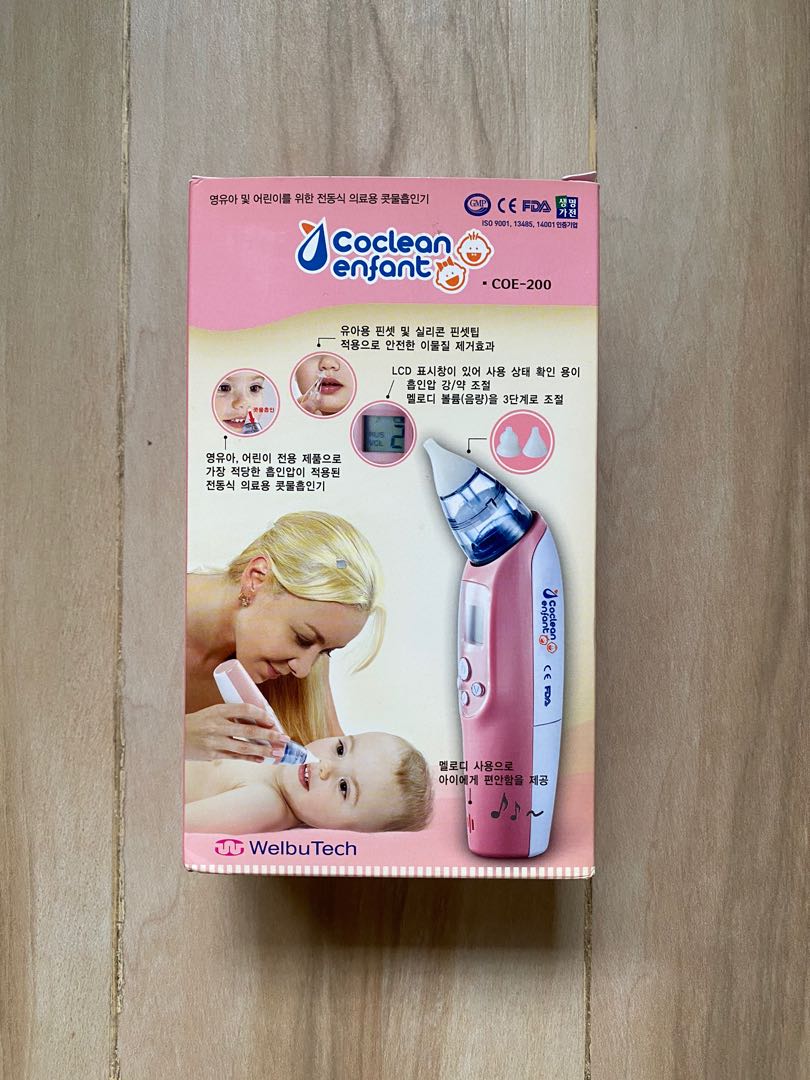 영유아 및 어린이를 위한 전동식 의료용 콧물흡인기
GMP CE FDA 생명가전
ISO 9001, 13485, 14001 인증기업
Coclean
enfant
▪ COE-200
유아용 핀셋 및 실리콘 핀셋팁
적용으로 안전한 이물질 제거효과
LCD 표시창이 있어 사용 상태 확인 용이
흡인압 강/약 조절
멜로디 볼륨(음량)을 3단계로 조절
콧물흡인
MUS
VOL 2
영유아, 어린이 전용 제품으로
가장 적당한 흡인압이 적용된
전동식 의료용 콧물흡인기
Coclean
enfant
CE FDA
멜로디 사용으로
아이에게 편안함을 제공
WelbuTech